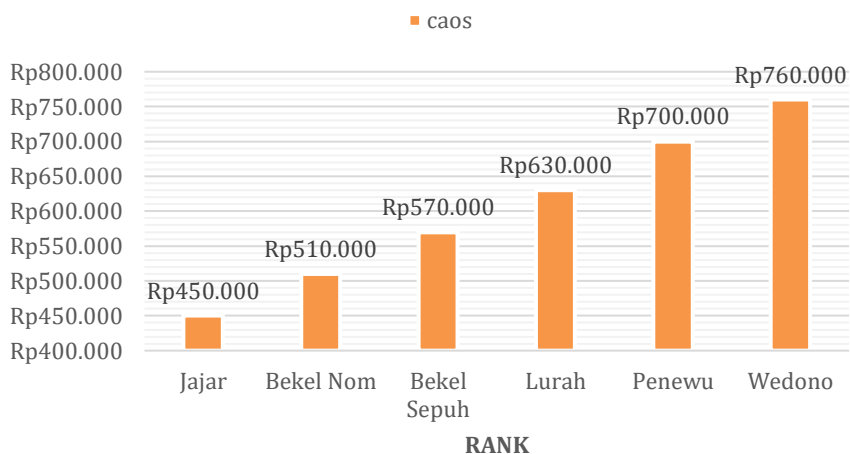 caos
Rp800.000
Rp750.000
Rp700.000
Rp650.000
Rp600.000
Rp550.000
Rp500.000
Rp450.000
Rp400.000
Rp450.000
Rp510.000
Rp570.000
Rp630.000
Rp700.000
Rp760.000
Jajar
Bekel Nom
Bekel
Sepuh
Lurah
Penewu
Wedono
RANK